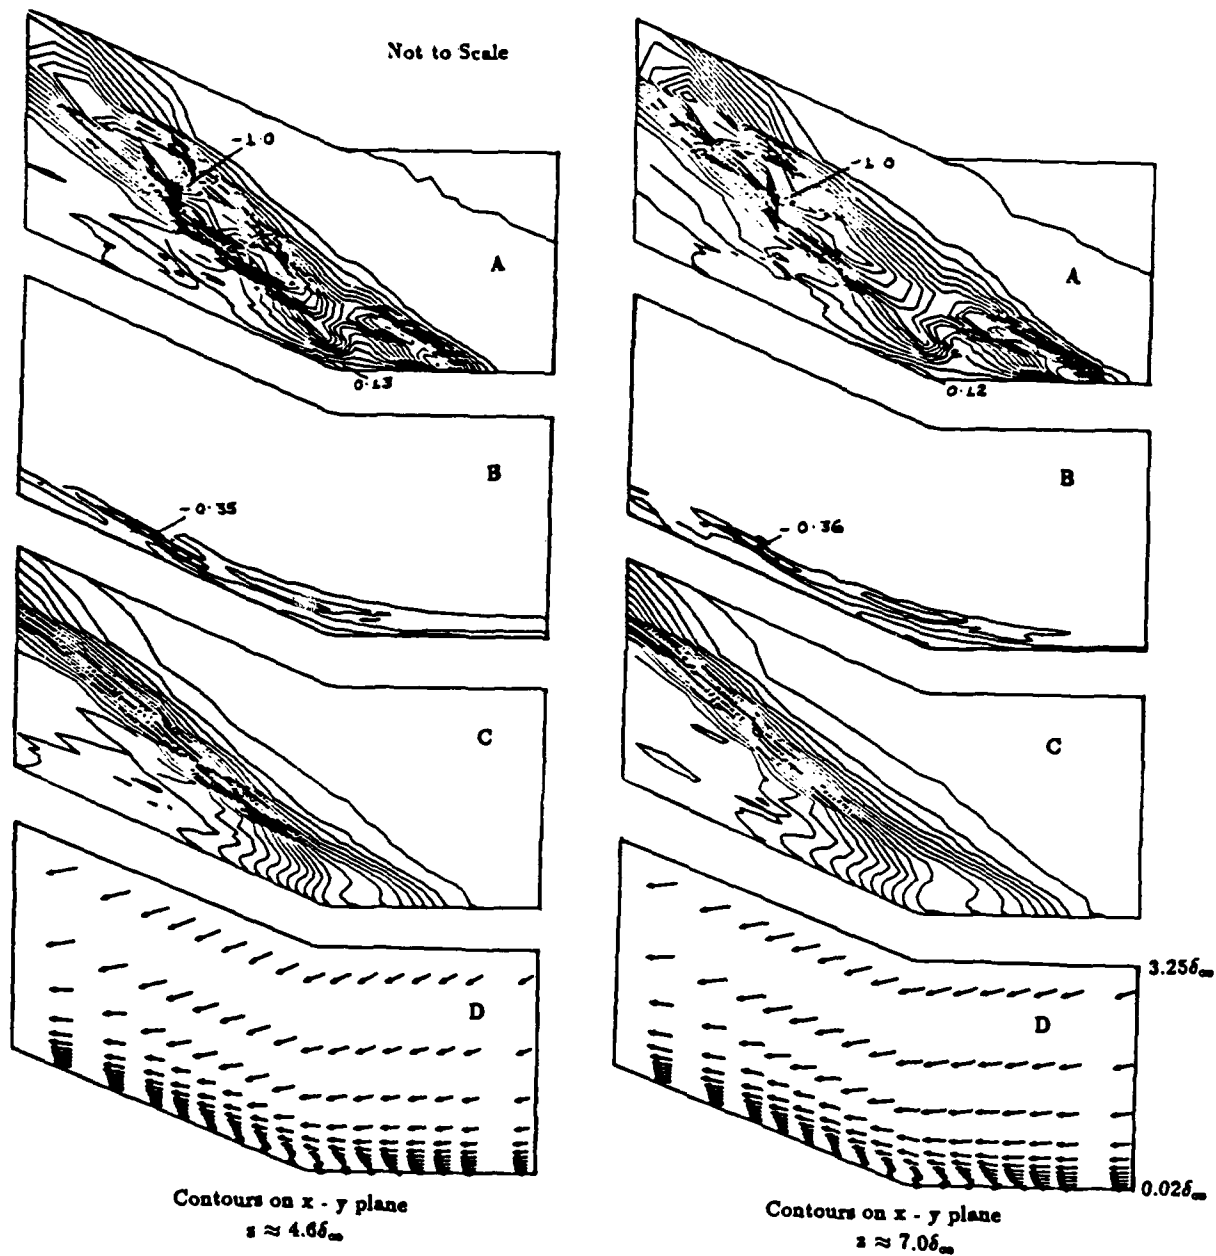 Not to Scale
-1.0
A
0.13
B
-0.35
C
D
Contours on x - y plane
z ≈ 4.6δ∞
-1.0
A
0.12
B
-0.36
C
3.25δ∞
D
0.02δ∞
Contours on x - y plane
z ≈ 7.0δ∞